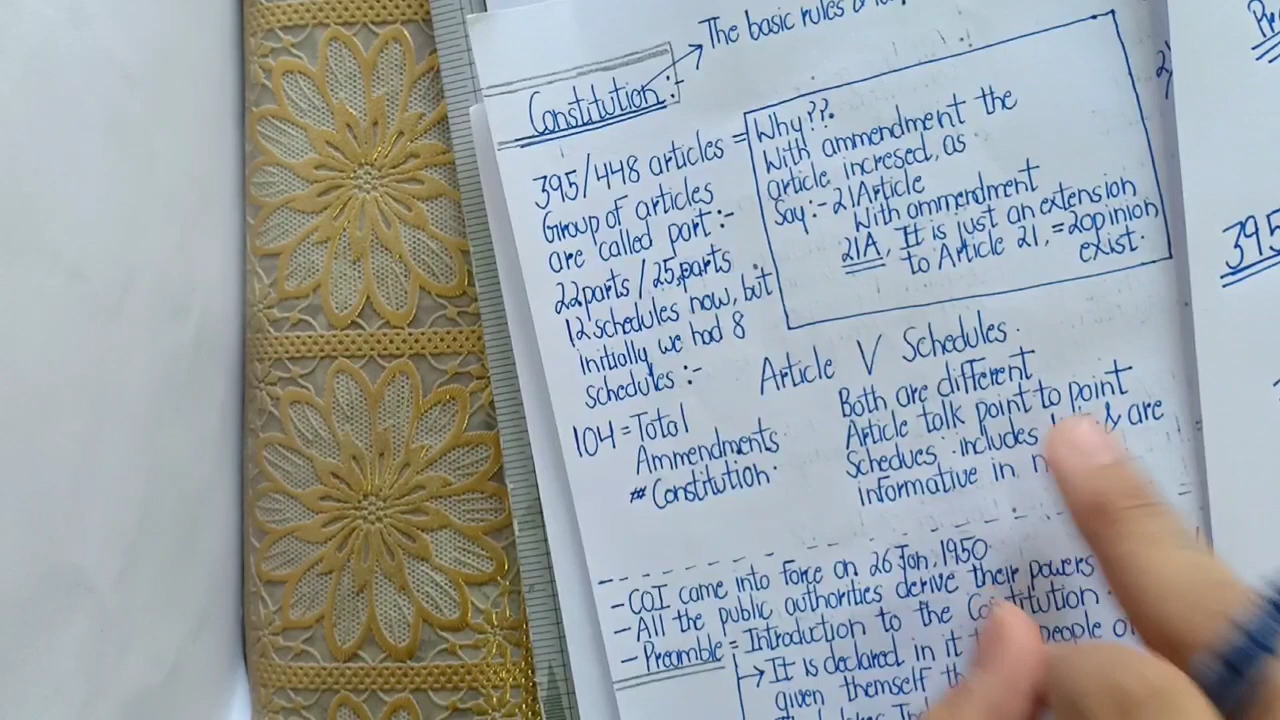 The basic rules
Constitution :-
395/448 articles =
Group of articles
are called part :-
22 parts / 25 parts
12 schedules now, but
initially we had 8
schedules :-
104 = Total
Ammendments
# Constitution.
Why??.
With ammendment the
article incresed, as
Say :- 21 Article
With ammendment
21A, It is just an extension
to Article 21, = 2 opinion
exist.
Article V Schedules.
Both are different
Article talk point to point
Schedues includes & are
informative in
- COI came into force on 26 Jan, 1950
- All the public authorities derive their powers
- Preamble = Introduction to the Constitution.
→ It is declared in it people
given themself
2)
395